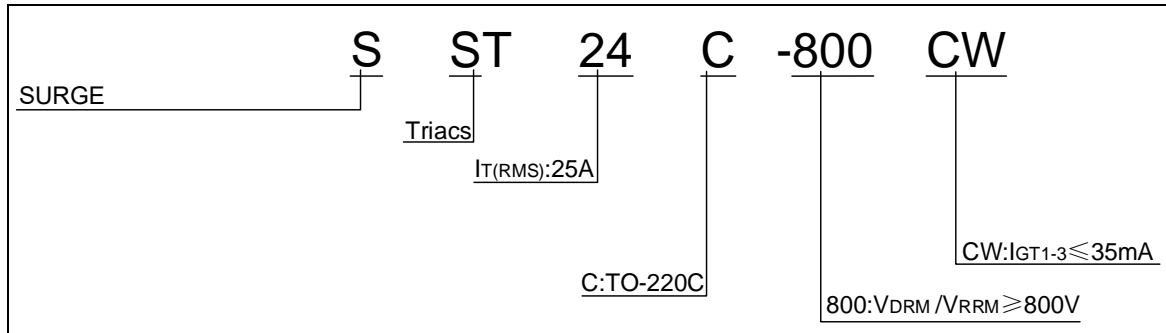 S ST 24 C -800 CW
SURGE
Triacs
IT(RMS):25A
CW:IGT1-3≤35mA
C:TO-220C
800:VDRM/VRRM≥800V